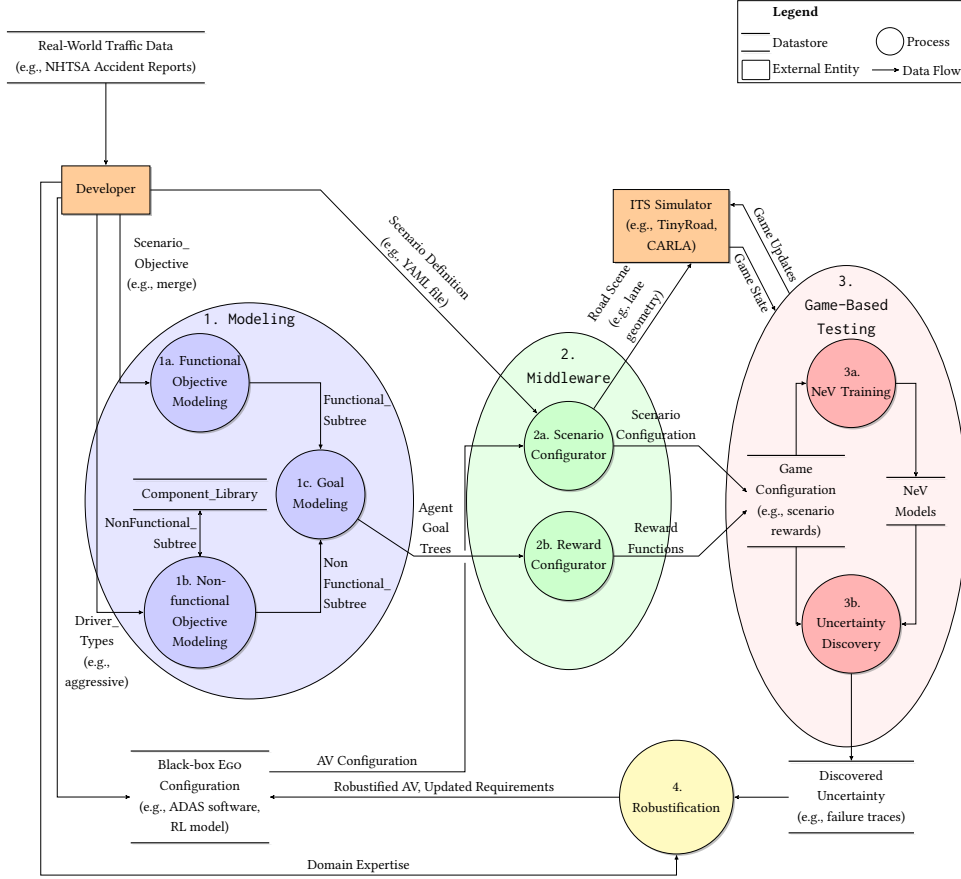 Legend
Datastore
Process
External Entity
Data Flow
Real-World Traffic Data
(e.g., NHTSA Accident Reports)
Developer
Scenario_
Objective
(e.g., merge)
Scenario Definition
(e.g., YAML file)
ITS Simulator
(e.g., TinyRoad,
CARLA)
Game Updates
Game State
Road Scene
(e.g., lane
geometry)
1. Modeling
1a. Functional
Objective
Modeling
Functional_
Subtree
1c. Goal
Modeling
Component_Library
NonFunctional_
Subtree
1b. Non-
functional
Objective
Modeling
Non
Functional_
Subtree
Driver_
Types
(e.g.,
aggressive)
Agent
Goal
Trees
2.
Middleware
2a. Scenario
Configurator
2b. Reward
Configurator
Scenario
Configuration
Reward
Functions
3.
Game-Based
Testing
3a.
NeV Training
Game
Configuration
(e.g., scenario
rewards)
NeV
Models
3b.
Uncertainty
Discovery
Black-box EGO
Configuration
(e.g., ADAS software,
RL model)
AV Configuration
Robustified AV, Updated Requirements
4.
Robustification
Discovered
Uncertainty
(e.g., failure traces)
Domain Expertise